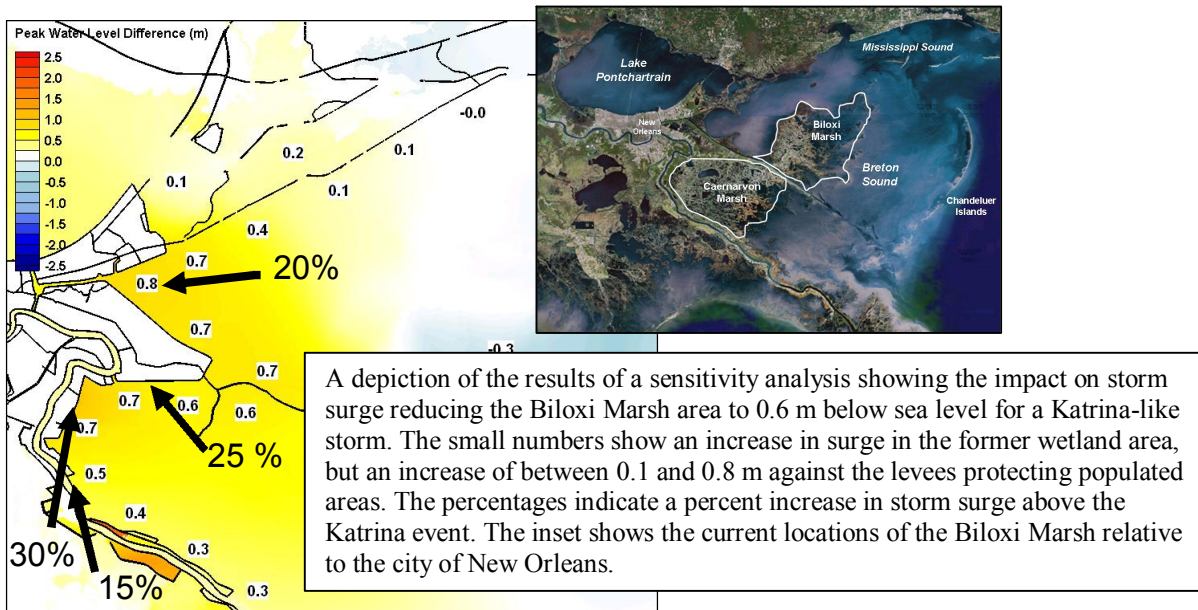 Peak Water Level Difference (m)
2.5
2.0
1.5
1.0
0.5
0.0
-0.5
-1.0
-1.5
-2.0
-2.5
-0.0
0.1
0.2
0.1
0.1
0.4
0.7
0.8
20%
0.7
-0.3
0.7
0.7
0.6
0.6
0.7
25 %
0.5
0.4
0.3
30%
15%
0.3
Mississippi Sound
Lake
Pontchartrain
New
Orleans
Biloxi
Marsh
Breton
Sound
Caernarvon
Marsh
Chandeluer
Islands
A depiction of the results of a sensitivity analysis showing the impact on storm
surge reducing the Biloxi Marsh area to 0.6 m below sea level for a Katrina-like
storm. The small numbers show an increase in surge in the former wetland area,
but an increase of between 0.1 and 0.8 m against the levees protecting populated
areas. The percentages indicate a percent increase in storm surge above the
Katrina event. The inset shows the current locations of the Biloxi Marsh relative
to the city of New Orleans.